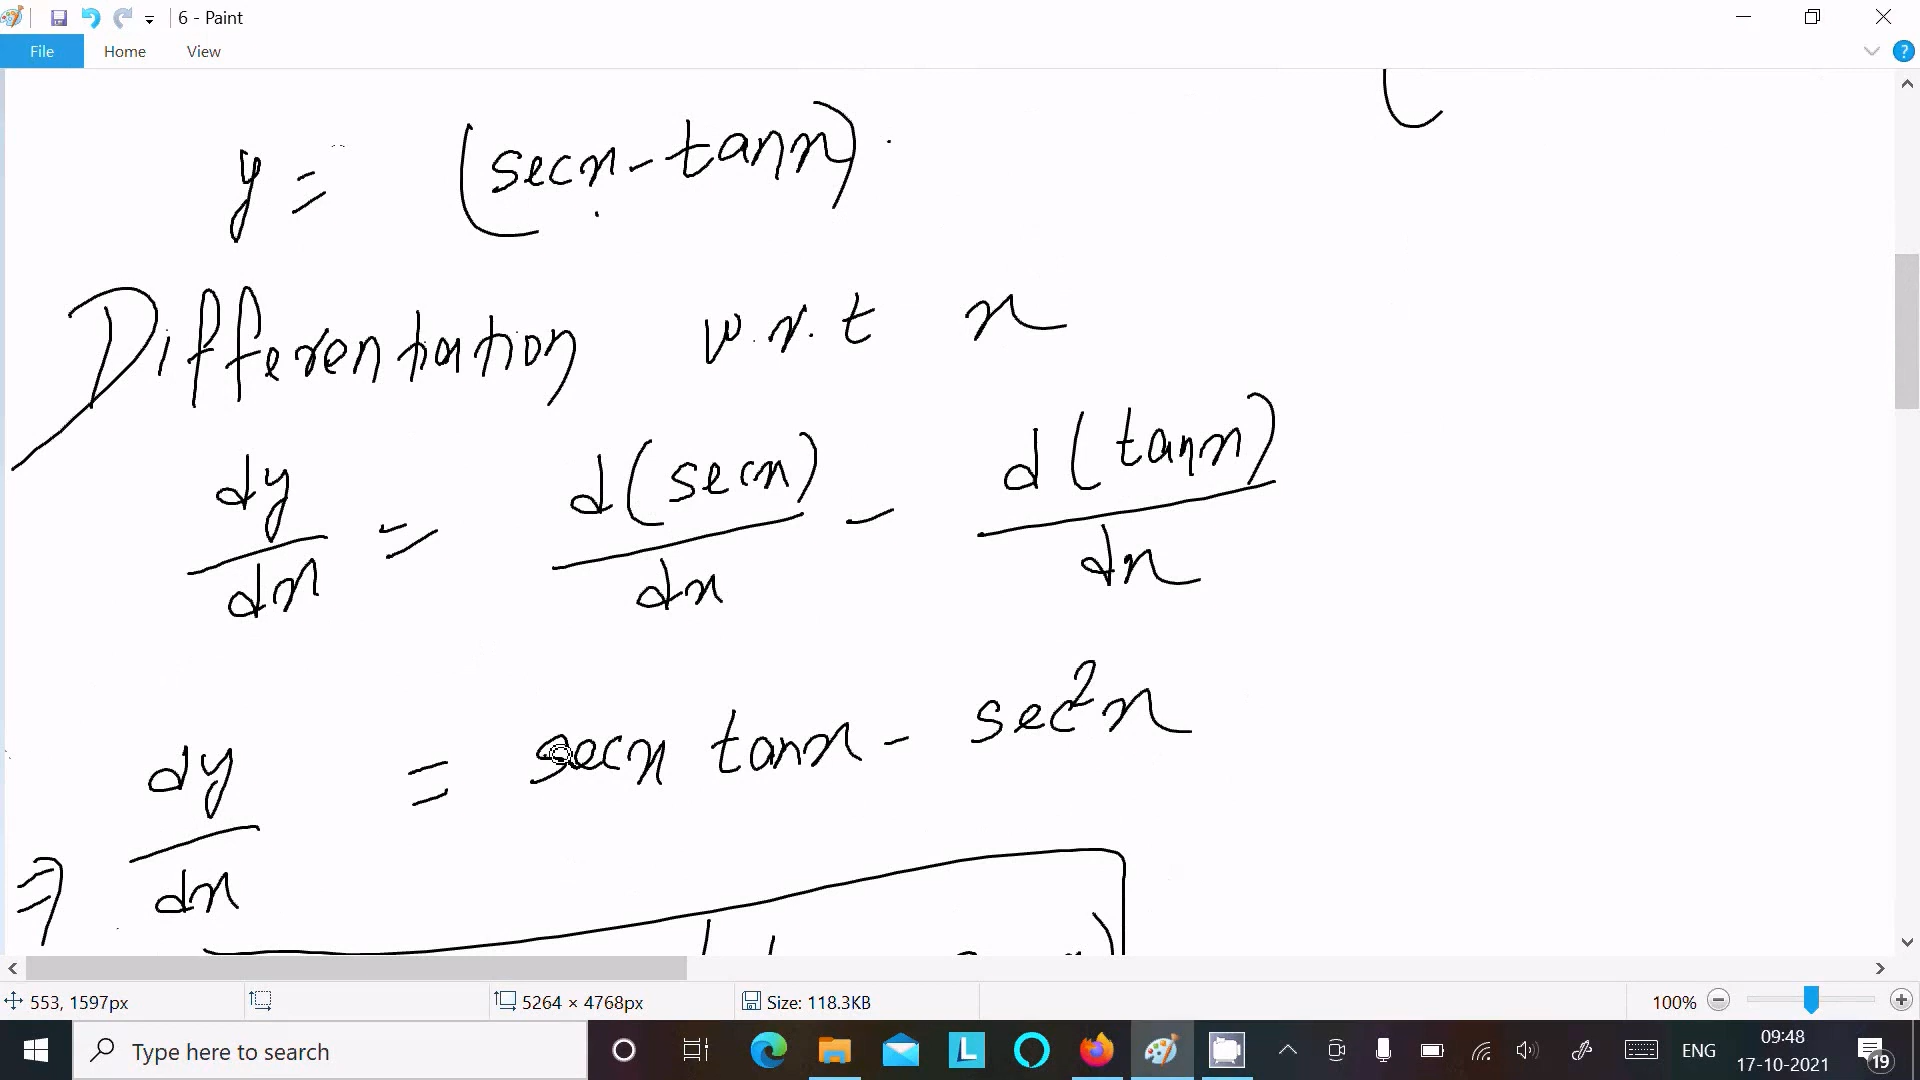 6 - Paint
File Home View
y = (secx - tanx)
Differentiation w.r.t x
dy/dx = d(secx)/dx - d(tanx)/dx
⇒ dy/dx = secx tanx - sec²x
553, 1597px
5264 × 4768px
Size: 118.3KB
100%
Type here to search
L
ENG
09:48
17-10-2021
19